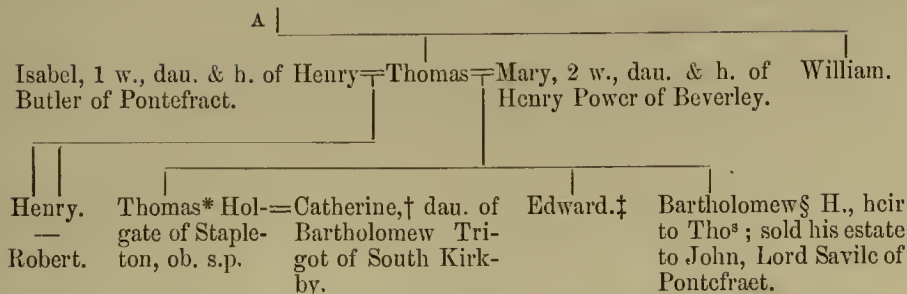 A
Isabel, 1 w., dau. & h. of Henry=Thomas=Mary, 2 w., dau. & h. of William.
Butler of Pontefract. Henry Power of Beverley.
Henry. Thomas* Hol-=Catherine,† dau. of Edward.‡ Bartholomew§ H., heir
— gate of Staple- Bartholomew Tri- to Thoˢ; sold his estate
Robert. ton, ob. s.p. got of South Kirk- to John, Lord Savile of
by. Pontefract.